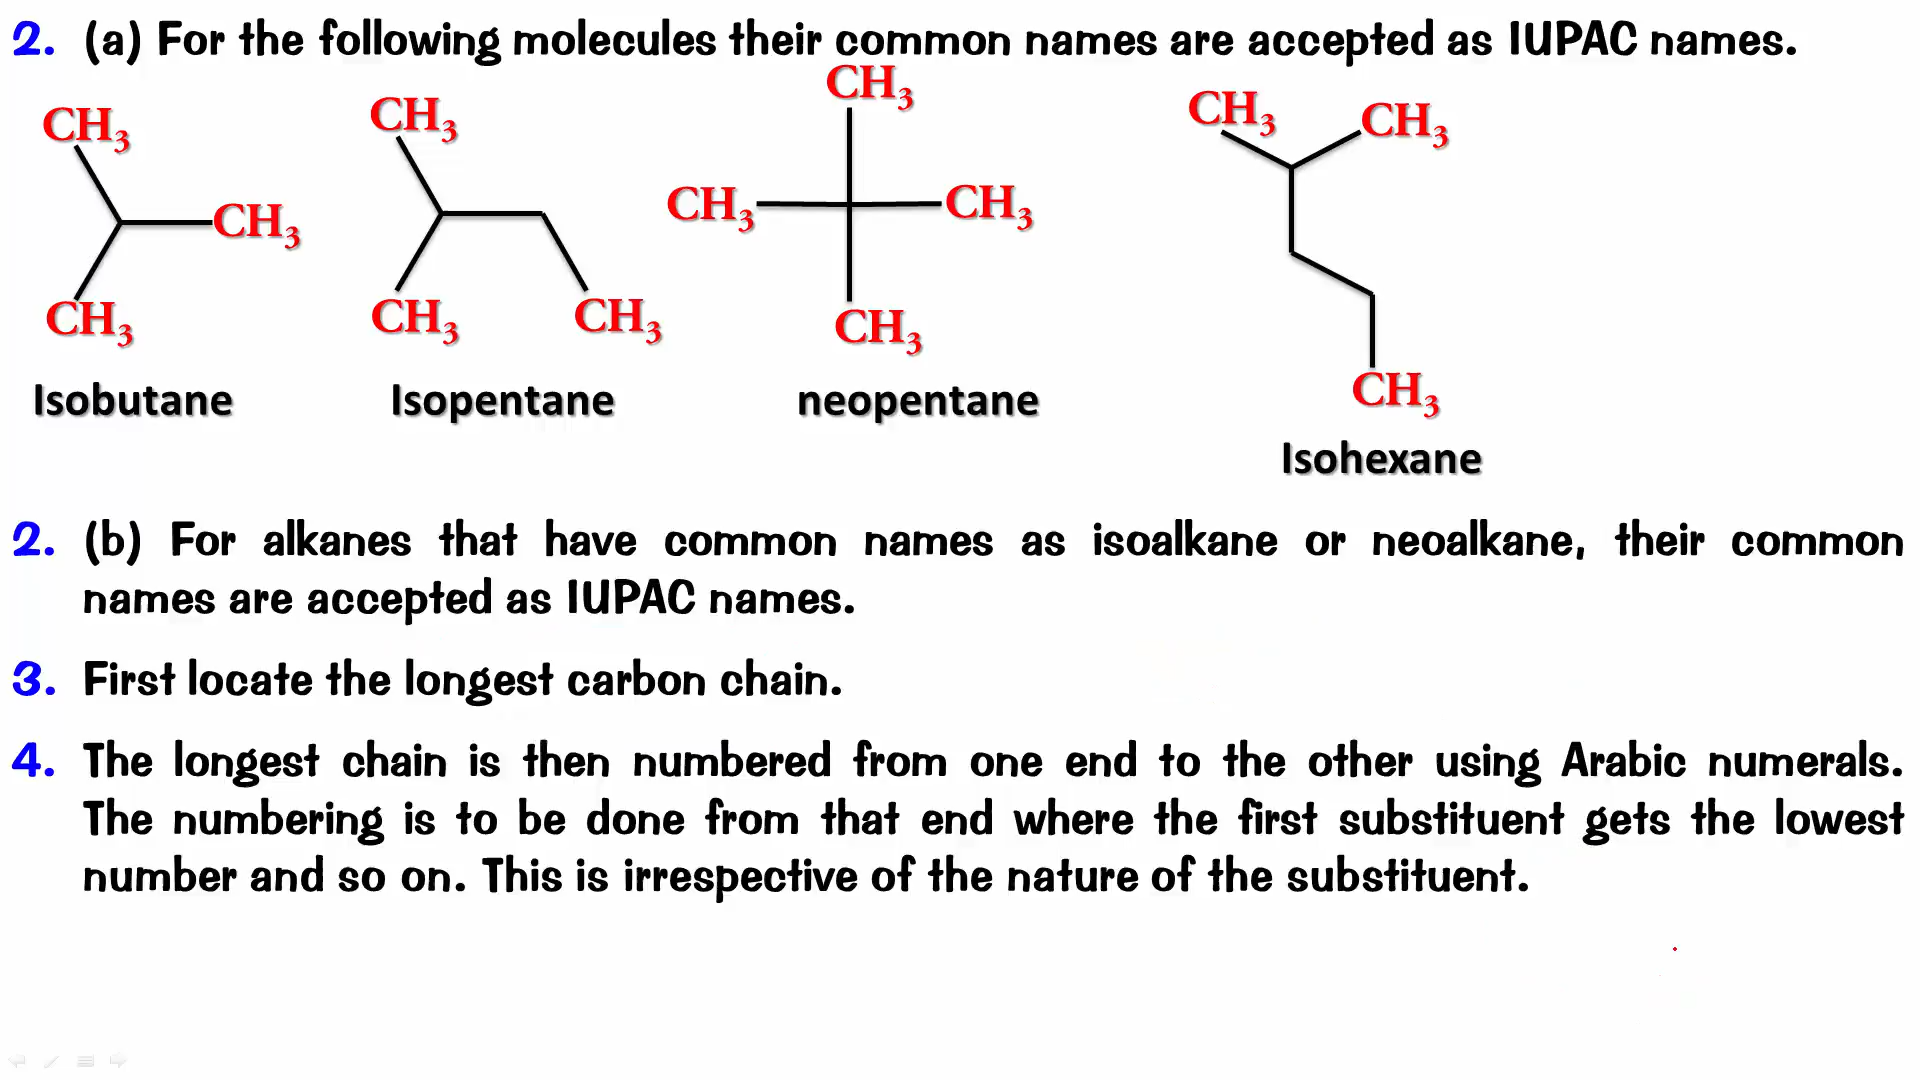 2. (a) For the following molecules their common names are accepted as IUPAC names.
CH3
CH3
CH3
CH3
CH3
CH3
CH3
CH3
CH3
CH3
CH3
CH3
CH3
Isobutane
Isopentane
neopentane
Isohexane
2. (b) For alkanes that have common names as isoalkane or neoalkane, their common
names are accepted as IUPAC names.
3. First locate the longest carbon chain.
4. The longest chain is then numbered from one end to the other using Arabic numerals.
The numbering is to be done from that end where the first substituent gets the lowest
number and so on. This is irrespective of the nature of the substituent.